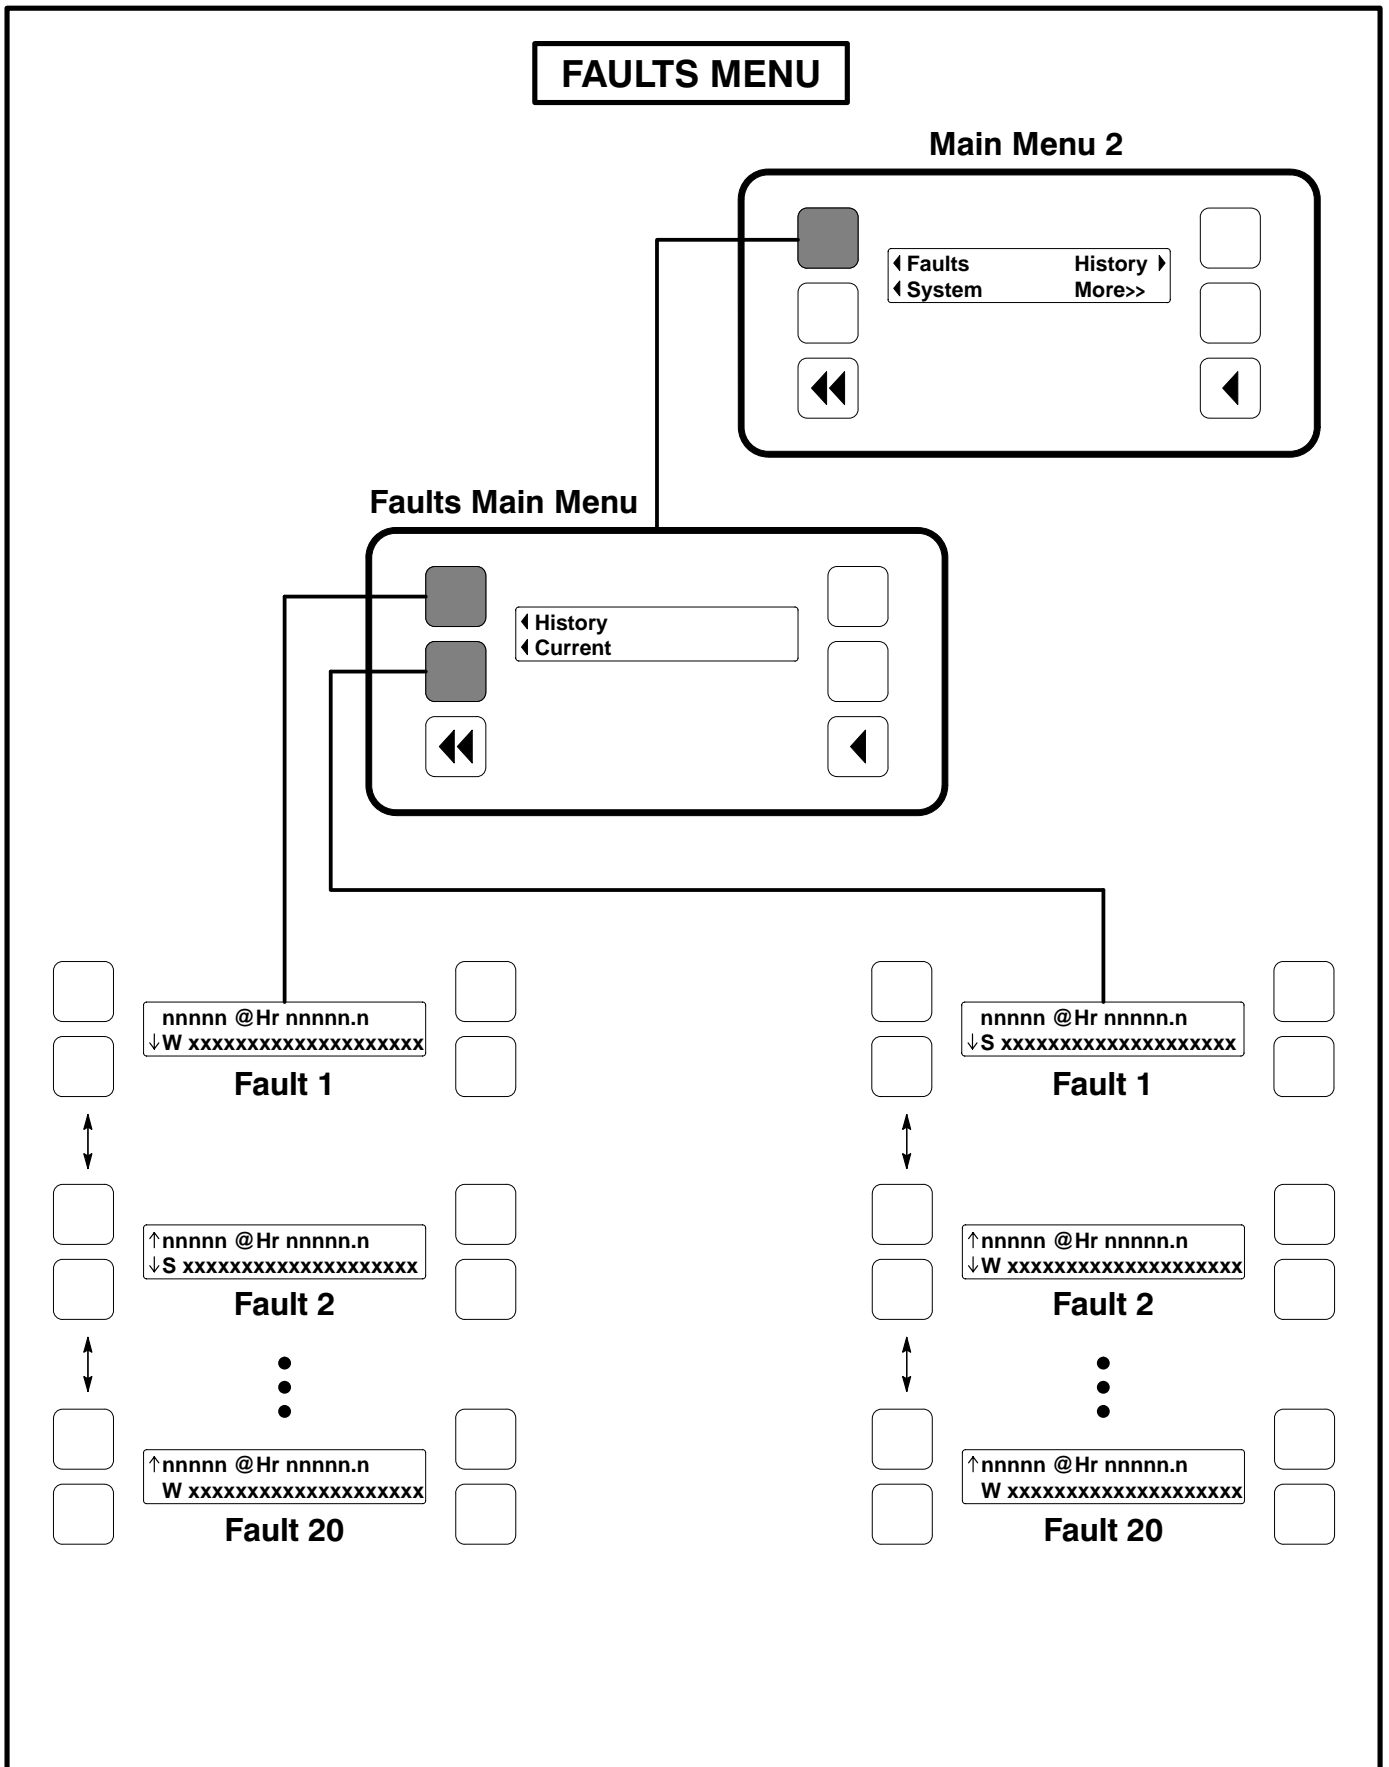 FAULTS MENU
Main Menu 2
Faults History
System More>>
Faults Main Menu
History
Current
nnnnn @Hr nnnnn.n
↓W xxxxxxxxxxxxxxxxxxxx
Fault 1
↑nnnnn @Hr nnnnn.n
↓S xxxxxxxxxxxxxxxxxxxx
Fault 2
↑nnnnn @Hr nnnnn.n
W xxxxxxxxxxxxxxxxxxxx
Fault 20
nnnnn @Hr nnnnn.n
↓S xxxxxxxxxxxxxxxxxxxx
Fault 1
↑nnnnn @Hr nnnnn.n
↓W xxxxxxxxxxxxxxxxxxxx
Fault 2
↑nnnnn @Hr nnnnn.n
W xxxxxxxxxxxxxxxxxxxx
Fault 20